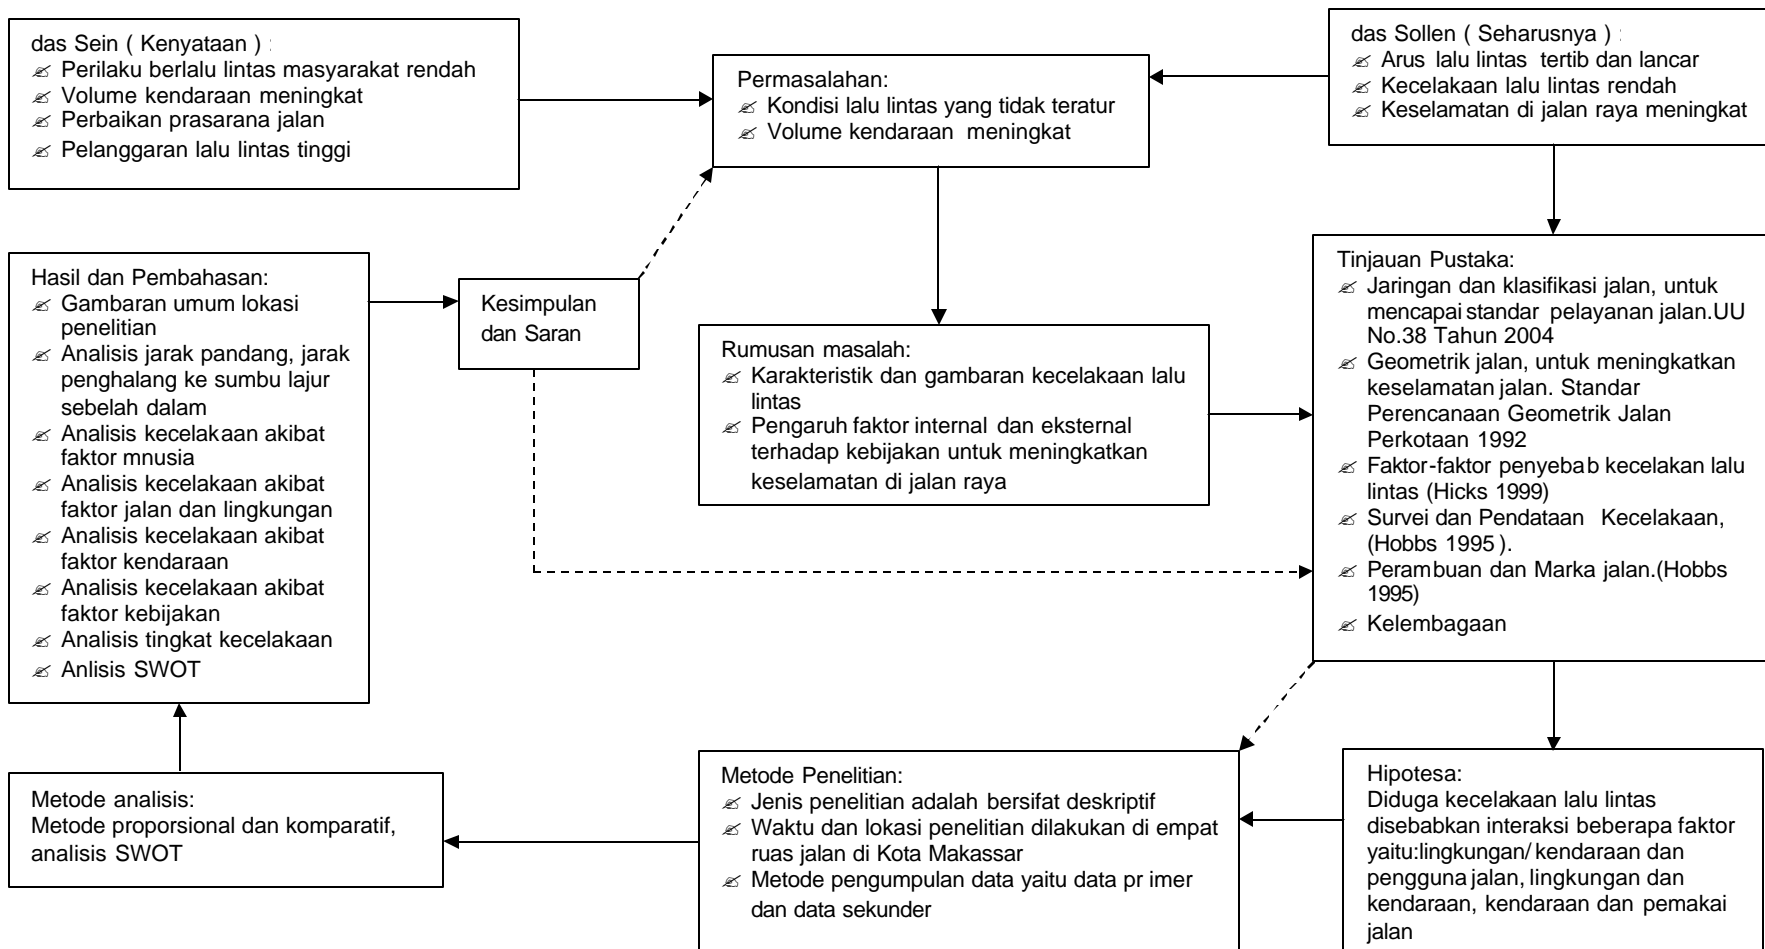 das Sein ( Kenyataan ) :
Perilaku berlalu lintas masyarakat rendah
Volume kendaraan meningkat
Perbaikan prasarana jalan
Pelanggaran lalu lintas tinggi
Permasalahan:
Kondisi lalu lintas yang tidak teratur
Volume kendaraan meningkat
das Sollen ( Seharusnya ) :
Arus lalu lintas tertib dan lancar
Kecelakaan lalu lintas rendah
Keselamatan di jalan raya meningkat
Hasil dan Pembahasan:
Gambaran umum lokasi
penelitian
Analisis jarak pandang, jarak
penghalang ke sumbu lajur
sebelah dalam
Analisis kecelakaan akibat
faktor mnusia
Analisis kecelakaan akibat
faktor jalan dan lingkungan
Analisis kecelakaan akibat
faktor kendaraan
Analisis kecelakaan akibat
faktor kebijakan
Analisis tingkat kecelakaan
Anlisis SWOT
Kesimpulan
dan Saran
Rumusan masalah:
Karakteristik dan gambaran kecelakaan lalu
lintas
Pengaruh faktor internal dan eksternal
terhadap kebijakan untuk meningkatkan
keselamatan di jalan raya
Tinjauan Pustaka:
Jaringan dan klasifikasi jalan, untuk
mencapai standar pelayanan jalan.UU
No.38 Tahun 2004
Geometrik jalan, untuk meningkatkan
keselamatan jalan. Standar
Perencanaan Geometrik Jalan
Perkotaan 1992
Faktor-faktor penyebab kecelakan lalu
lintas (Hicks 1999)
Survei dan Pendataan Kecelakaan,
(Hobbs 1995 ).
Perambuan dan Marka jalan.(Hobbs
1995)
Kelembagaan
Metode analisis:
Metode proporsional dan komparatif,
analisis SWOT
Metode Penelitian:
Jenis penelitian adalah bersifat deskriptif
Waktu dan lokasi penelitian dilakukan di empat
ruas jalan di Kota Makassar
Metode pengumpulan data yaitu data pr imer
dan data sekunder
Hipotesa:
Diduga kecelakaan lalu lintas
disebabkan interaksi beberapa faktor
yaitu:lingkungan/ kendaraan dan
pengguna jalan, lingkungan dan
kendaraan, kendaraan dan pemakai
jalan